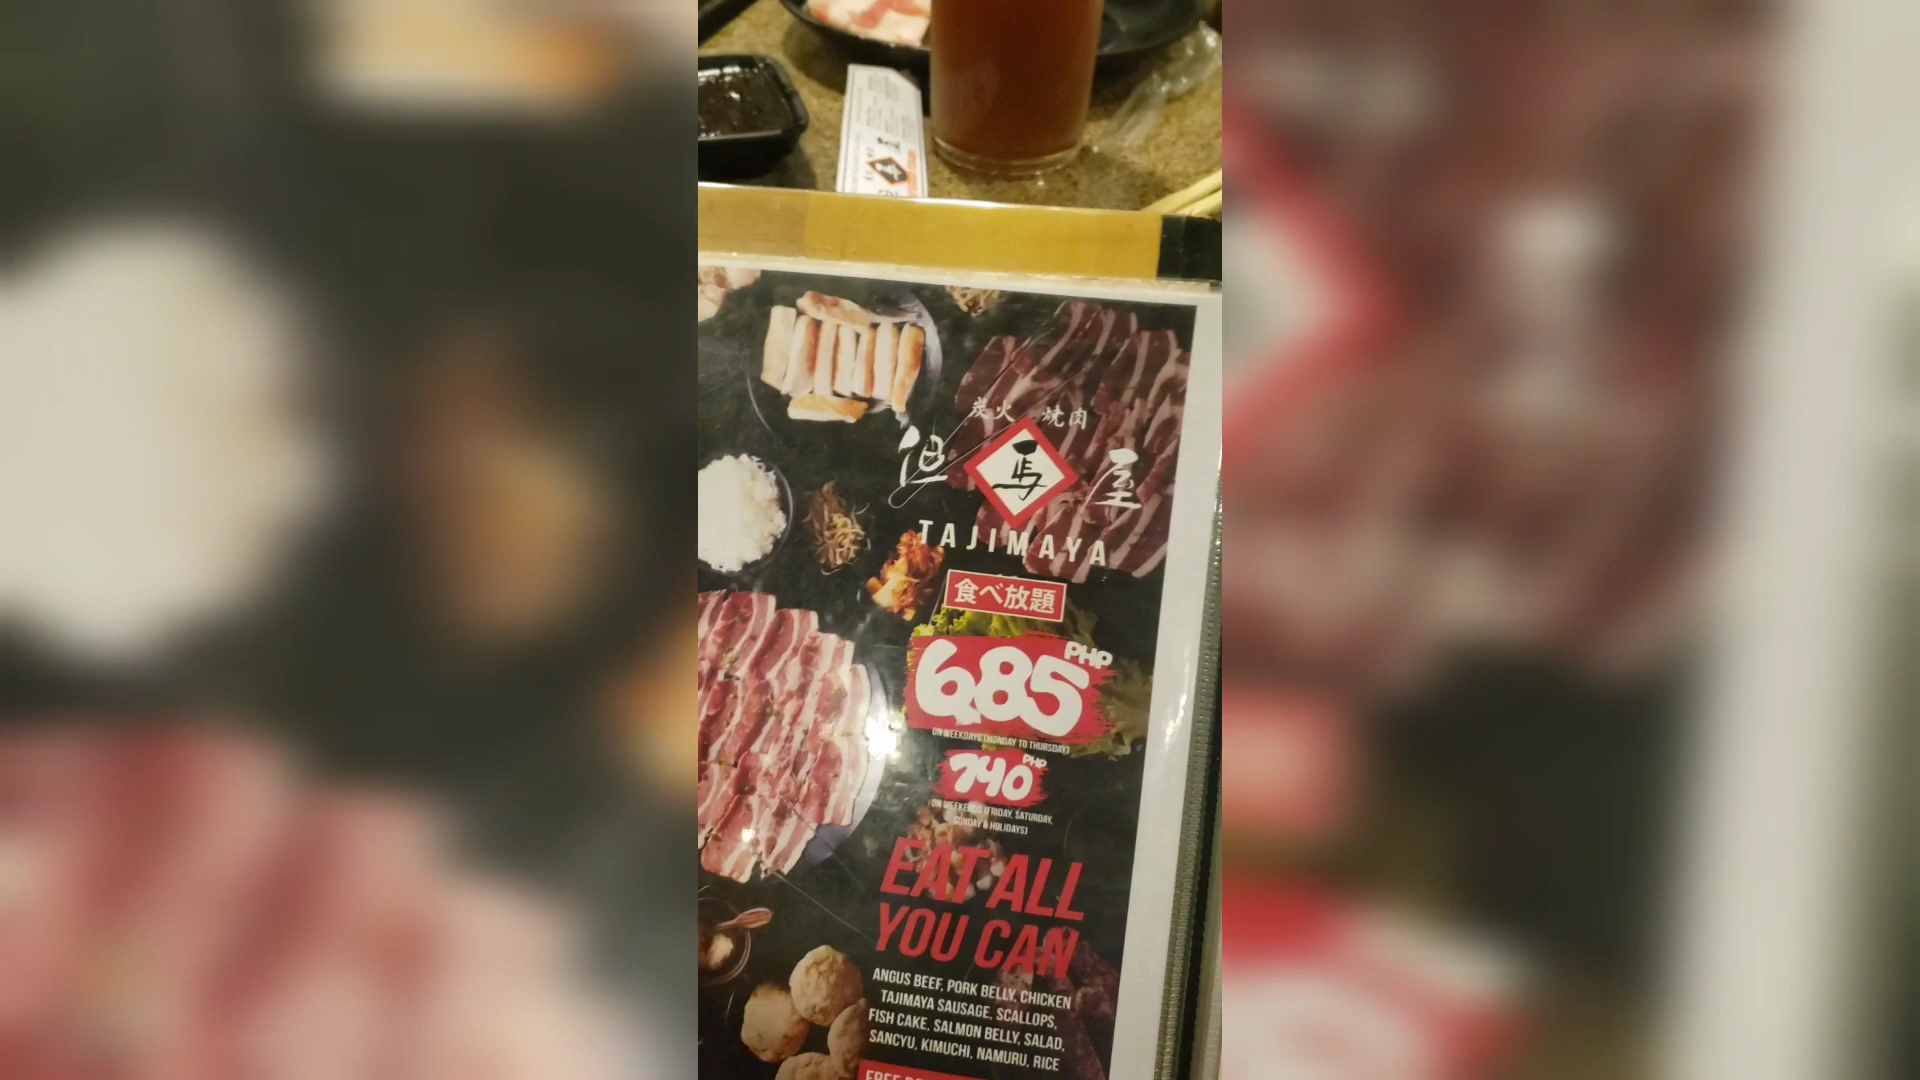 炭火 焼肉
但馬屋
TAJIMAYA
食べ放題
685 PHP
ON WEEKDAYS (MONDAY TO THURSDAY)
740 PHP
(ON WEEKENDS (FRIDAY, SATURDAY,
SUNDAY & HOLIDAYS)
EAT ALL
YOU CAN
ANGUS BEEF, PORK BELLY, CHICKEN
TAJIMAYA SAUSAGE, SCALLOPS,
FISH CAKE, SALMON BELLY, SALAD,
SANCYU, KIMUCHI, NAMURU, RICE
FREE